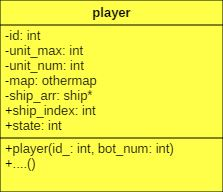 player
-id: int
-unit_max: int
-unit_num: int
-map: othermap
-ship_arr: ship*
+ship_index: int
+state: int
+player(id_: int, bot_num: int)
+....()